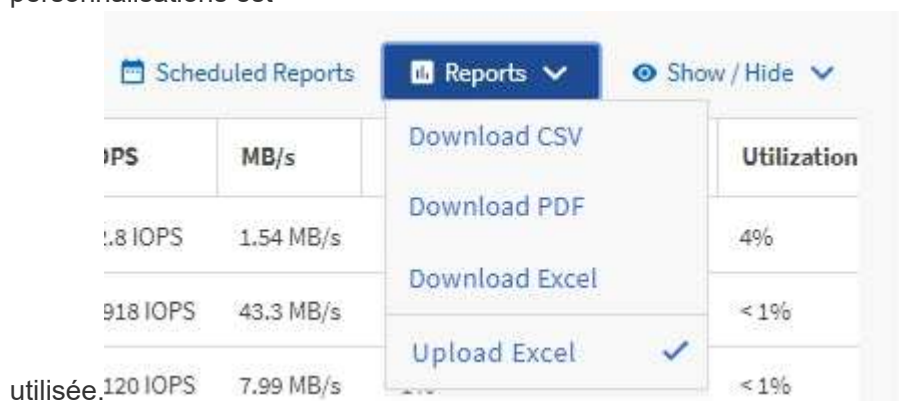 personnalisations est
Scheduled Reports Reports Show / Hide
IOPS MB/s Utilization
Download CSV
Download PDF
.8 IOPS 1.54 MB/s 4%
Download Excel
918 IOPS 43.3 MB/s < 1%
Upload Excel
utilisée. 120 IOPS 7.99 MB/s < 1%